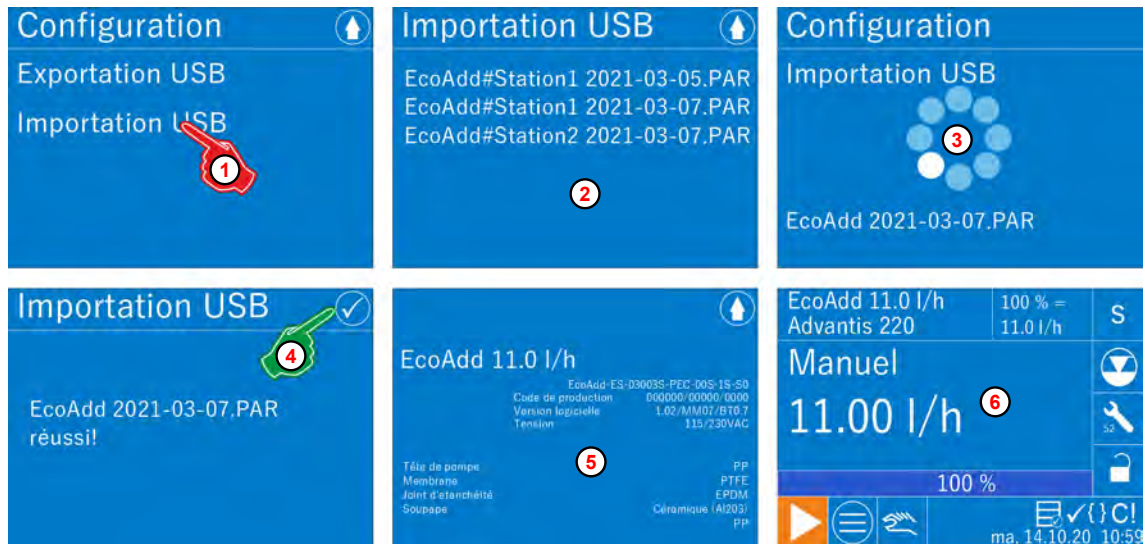 Configuration
Exportation USB
Importation USB
1
Importation USB
EcoAdd#Station1 2021-03-05.PAR
EcoAdd#Station1 2021-03-07.PAR
EcoAdd#Station2 2021-03-07.PAR
2
Configuration
Importation USB
3
EcoAdd 2021-03-07.PAR
Importation USB
4
EcoAdd 2021-03-07.PAR
réussi!
EcoAdd 11.0 l/h
EcoAdd-ES-03003S-PEC-00S-1S-S0
Code de production 000000/00000/0000
Version logicielle 1.02/MM07/BT0.7
Tension 115/230VAC
5
Tête de pompe PP
Membrane PTFE
Joint d'etanchéité EPDM
Soupape Céramique (Al203)
PP
EcoAdd 11.0 l/h 100 % =
Advantis 220 11.0 l/h
S
Manuel
11.00 l/h
6
52
100 %
{} C!
ma. 14.10.20 10:59